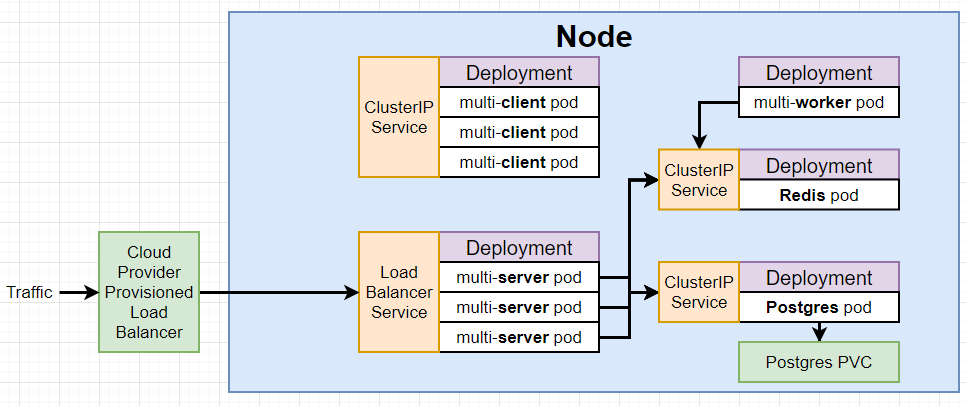 Node
ClusterIP
Service
Deployment
multi-client pod
multi-client pod
multi-client pod
Deployment
multi-worker pod
ClusterIP
Service
Deployment
Redis pod
Traffic
Cloud
Provider
Provisioned
Load
Balancer
Load
Balancer
Service
Deployment
multi-server pod
multi-server pod
multi-server pod
ClusterIP
Service
Deployment
Postgres pod
Postgres PVC